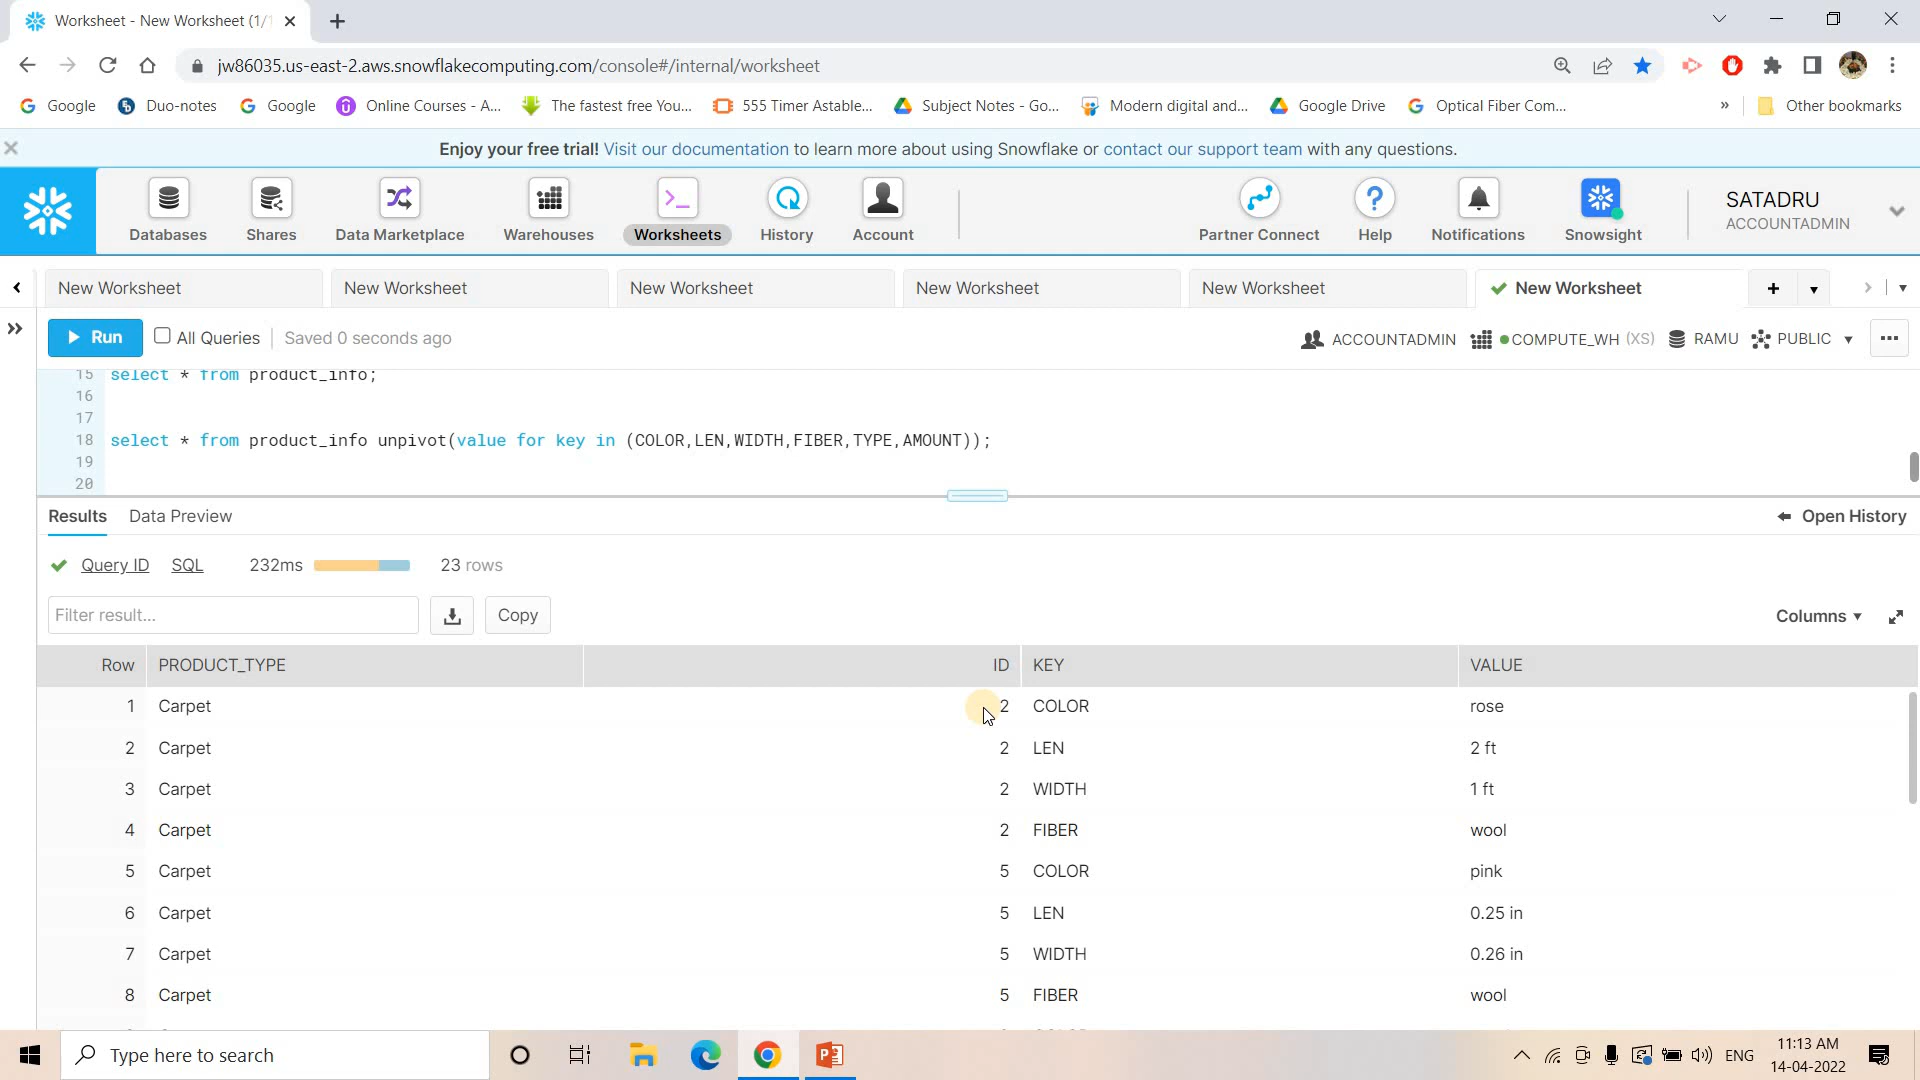 Worksheet - New Worksheet (1/1
jw86035.us-east-2.aws.snowflakecomputing.com/console#/internal/worksheet
Google Duo-notes Google Online Courses - A... The fastest free You... 555 Timer Astable... Subject Notes - Go... Modern digital and... Google Drive Optical Fiber Com... » Other bookmarks
Enjoy your free trial! Visit our documentation to learn more about using Snowflake or contact our support team with any questions.
Databases Shares Data Marketplace Warehouses Worksheets History Account Partner Connect Help Notifications Snowsight
SATADRU
ACCOUNTADMIN
New Worksheet New Worksheet New Worksheet New Worksheet New Worksheet New Worksheet
Run All Queries Saved 0 seconds ago ACCOUNTADMIN COMPUTE_WH (XS) RAMU PUBLIC
15 select * from product_info;
16
17
18 select * from product_info unpivot(value for key in (COLOR,LEN,WIDTH,FIBER,TYPE,AMOUNT));
19
20
Results Data Preview Open History
Query ID SQL 232ms 23 rows
Filter result... Copy Columns
Row PRODUCT_TYPE ID KEY VALUE
1 Carpet 2 COLOR rose
2 Carpet 2 LEN 2 ft
3 Carpet 2 WIDTH 1 ft
4 Carpet 2 FIBER wool
5 Carpet 5 COLOR pink
6 Carpet 5 LEN 0.25 in
7 Carpet 5 WIDTH 0.26 in
8 Carpet 5 FIBER wool
Type here to search
ENG
11:13 AM
14-04-2022